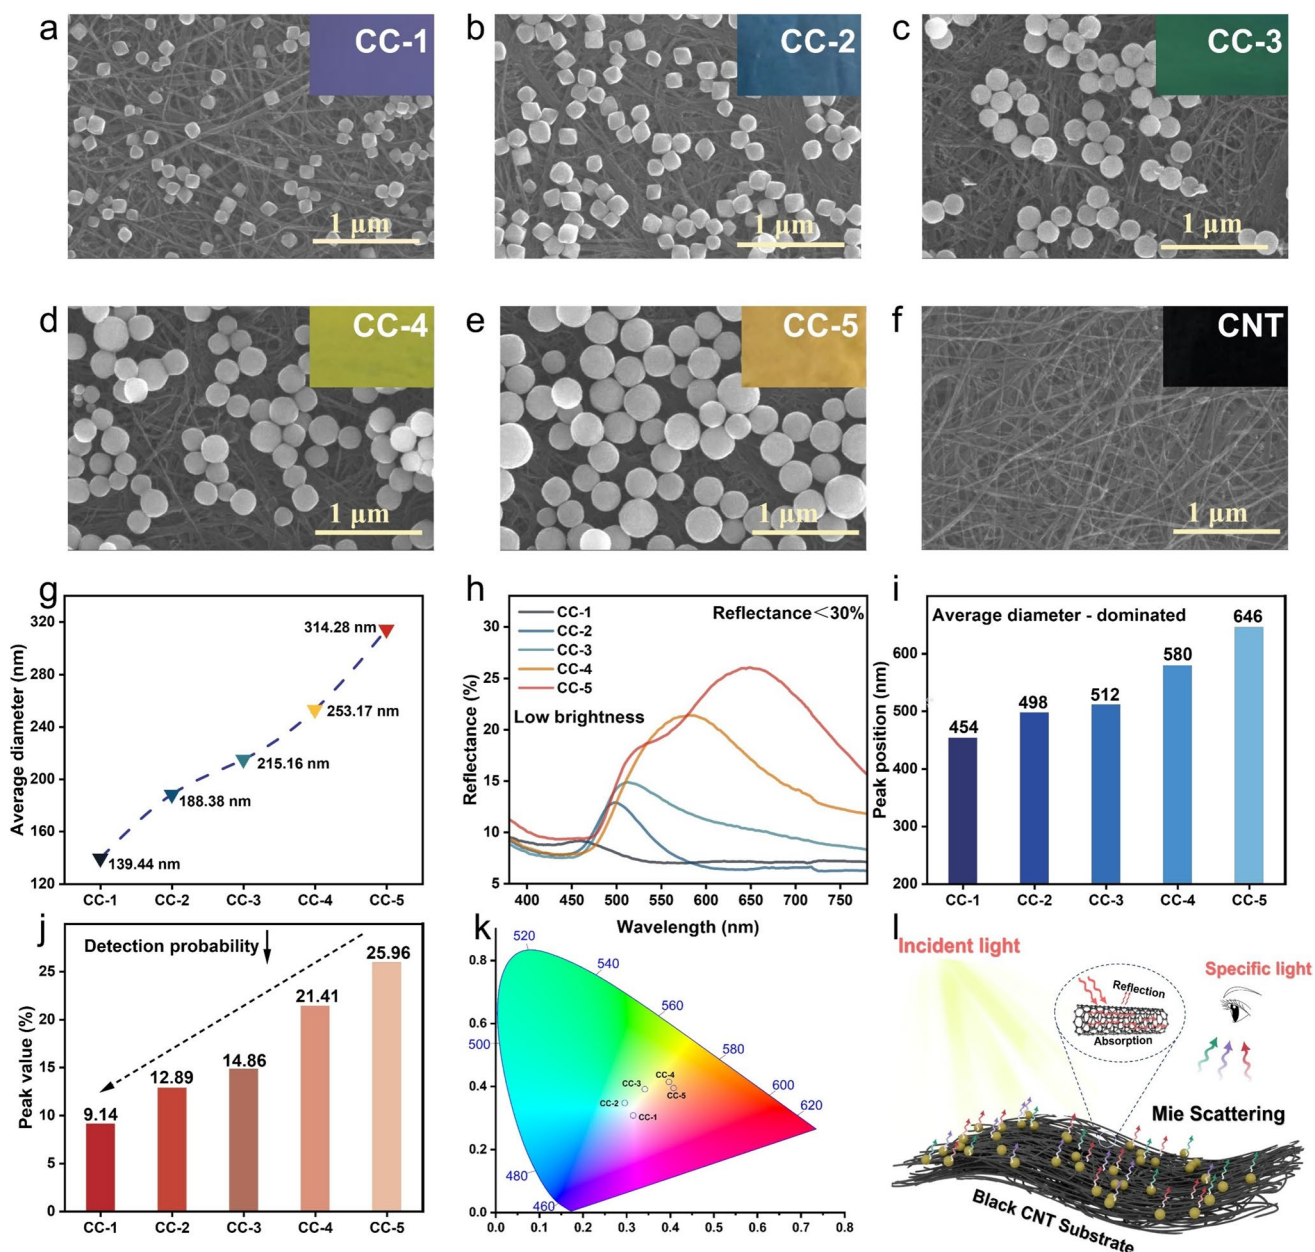 a
CC-1
1 μm
b
CC-2
1 μm
c
CC-3
1 μm
d
CC-4
1 μm
e
CC-5
1 μm
f
CNT
1 μm
g
Average diameter (nm)
320
280
240
200
160
120
314.28 nm
253.17 nm
215.16 nm
188.38 nm
139.44 nm
CC-1 CC-2 CC-3 CC-4 CC-5
h
Reflectance (%)
30
25
20
15
10
5
CC-1
CC-2
CC-3
CC-4
CC-5
Reflectance<30%
Low brightness
400 450 500 550 600 650 700 750
Wavelength (nm)
i
Average diameter - dominated
Peak position (nm)
600
500
400
300
200
454
498
512
580
646
CC-1 CC-2 CC-3 CC-4 CC-5
j
Detection probability
Peak value (%)
25
20
15
10
5
0
9.14
12.89
14.86
21.41
25.96
CC-1 CC-2 CC-3 CC-4 CC-5
k
0.8
0.6
0.4
0.2
0.0
520
540
560
580
600
620
500
480
460
CC-4
CC-3
CC-5
CC-2
CC-1
0.0 0.1 0.2 0.3 0.4 0.5 0.6 0.7 0.8
l
Incident light
Reflection
Absorption
Specific light
Mie Scattering
Black CNT Substrate